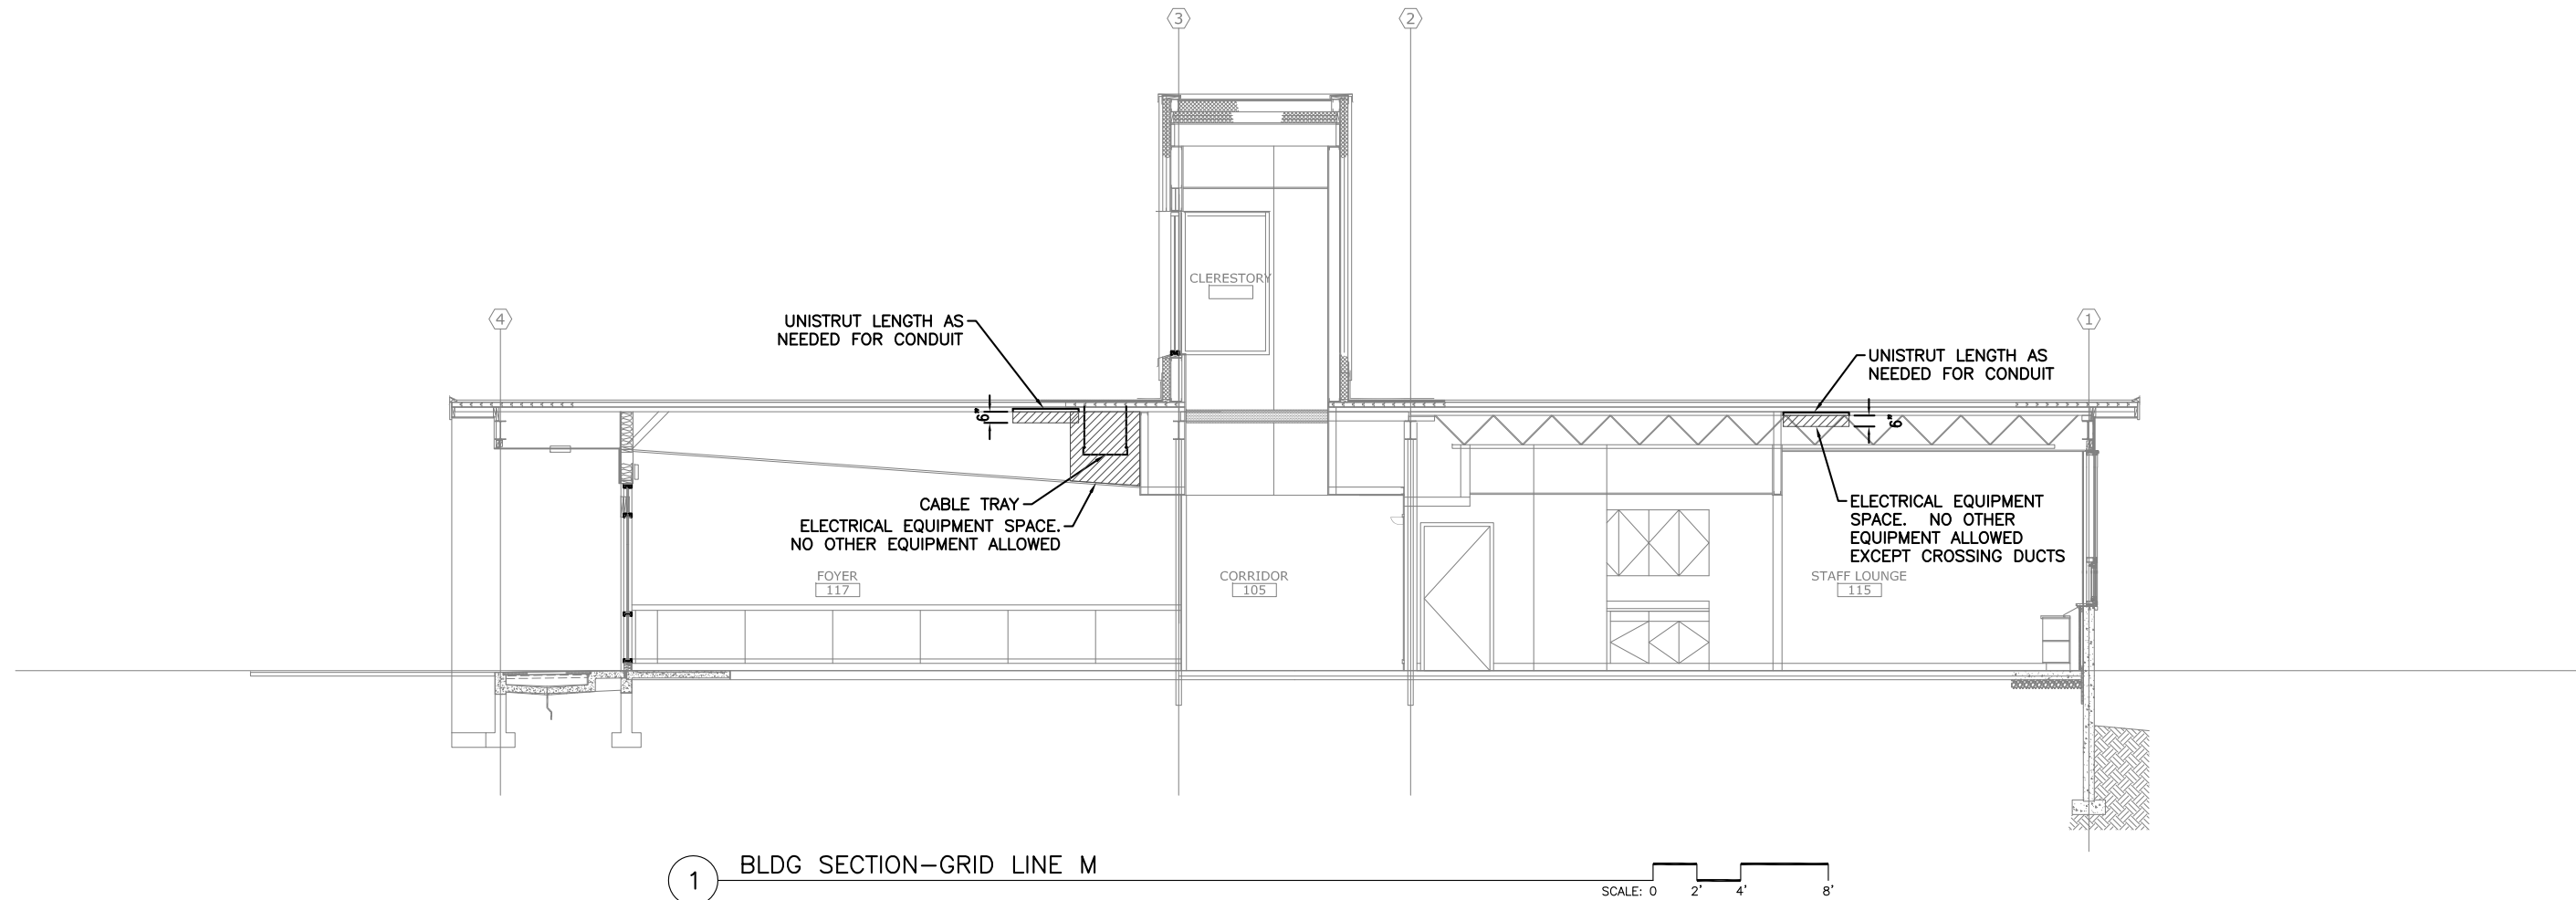 3
2
CLERESTORY
4
UNISTRUT LENGTH AS
NEEDED FOR CONDUIT
1
UNISTRUT LENGTH AS
NEEDED FOR CONDUIT
6"
6"
CABLE TRAY
ELECTRICAL EQUIPMENT SPACE.
NO OTHER EQUIPMENT ALLOWED
ELECTRICAL EQUIPMENT
SPACE. NO OTHER
EQUIPMENT ALLOWED
EXCEPT CROSSING DUCTS
FOYER
117
CORRIDOR
105
STAFF LOUNGE
115
1
BLDG SECTION-GRID LINE M
SCALE: 0 2' 4' 8'